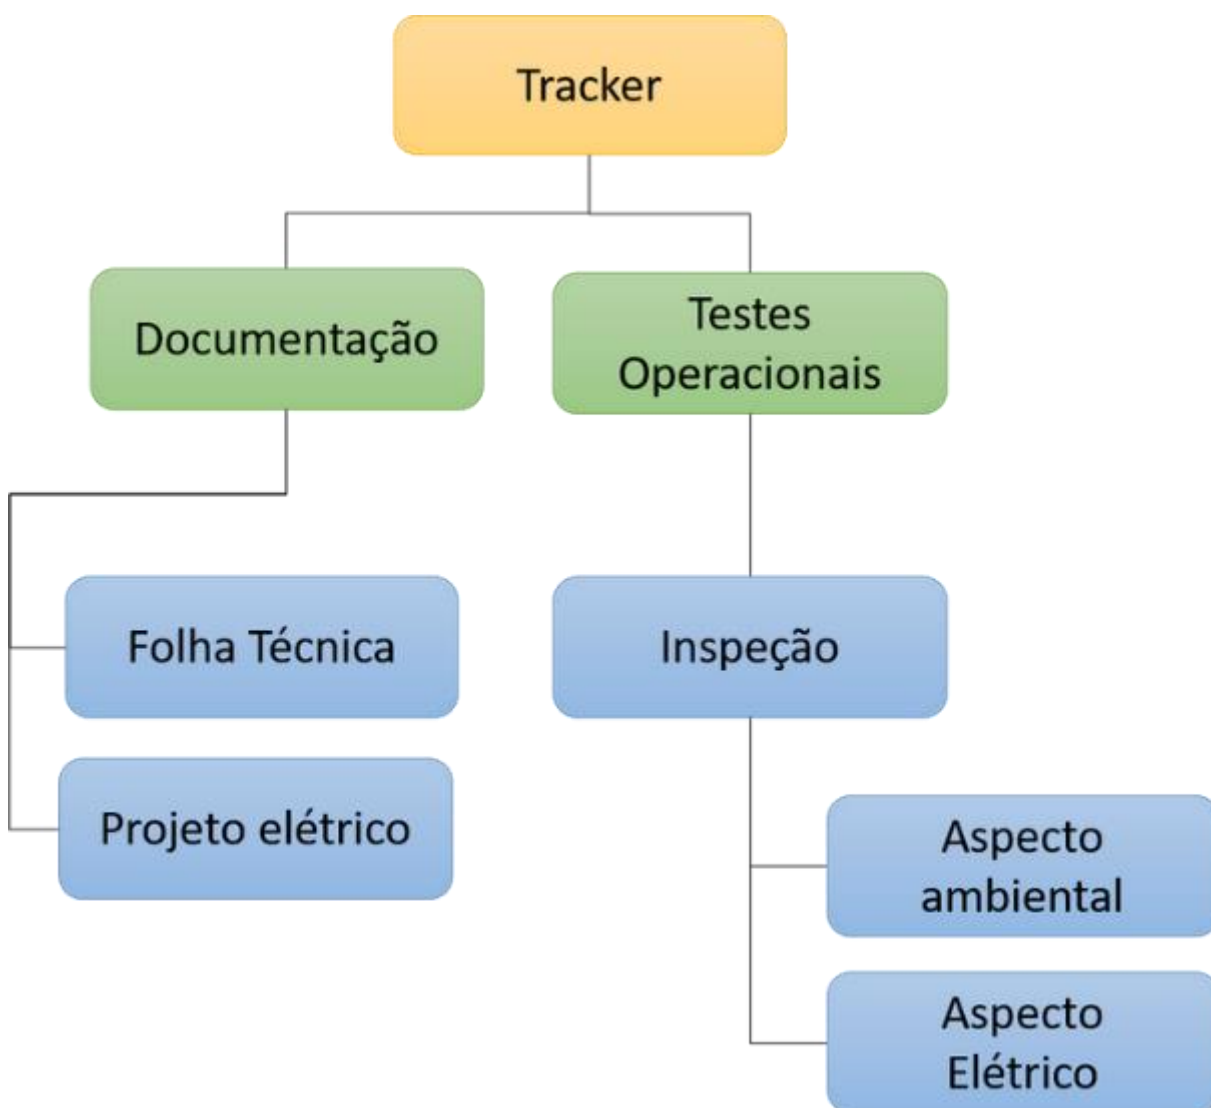 Tracker
Documentação
Testes
Operacionais
Folha Técnica
Inspeção
Projeto elétrico
Aspecto
ambiental
Aspecto
Elétrico